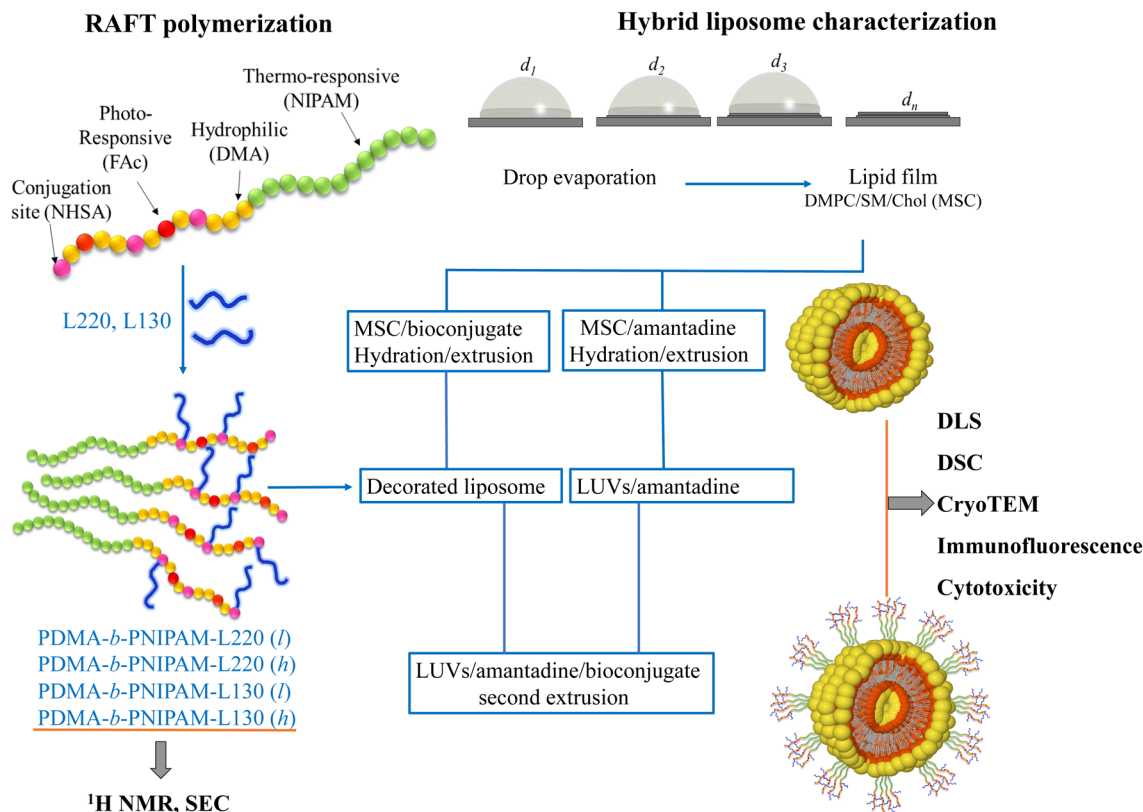 RAFT polymerization
Thermo-responsive
(NIPAM)
Photo-
Responsive
(FAc)
Hydrophilic
(DMA)
Conjugation
site (NHSA)
L220, L130
PDMA-b-PNIPAM-L220 (l)
PDMA-b-PNIPAM-L220 (h)
PDMA-b-PNIPAM-L130 (l)
PDMA-b-PNIPAM-L130 (h)
¹H NMR, SEC
Hybrid liposome characterization
d₁
d₂
d₃
dₙ
Drop evaporation
Lipid film
DMPC/SM/Chol (MSC)
MSC/bioconjugate
Hydration/extrusion
MSC/amantadine
Hydration/extrusion
Decorated liposome
LUVs/amantadine
LUVs/amantadine/bioconjugate
second extrusion
DLS
DSC
CryoTEM
Immunofluorescence
Cytotoxicity